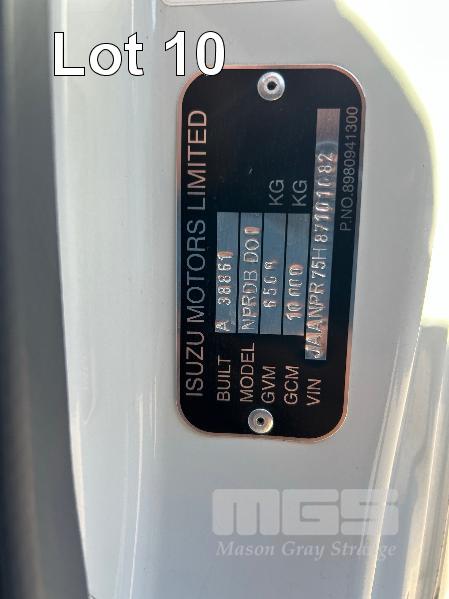 Lot 10
ISUZU MOTORS LIMITED
BUILT A 38861
MODEL NPRDB D01
GVM 6500 KG
GCM 10000 KG
VIN JAANPR75H87101082
P.NO.8980941300
MGS
Mason Gray Strange